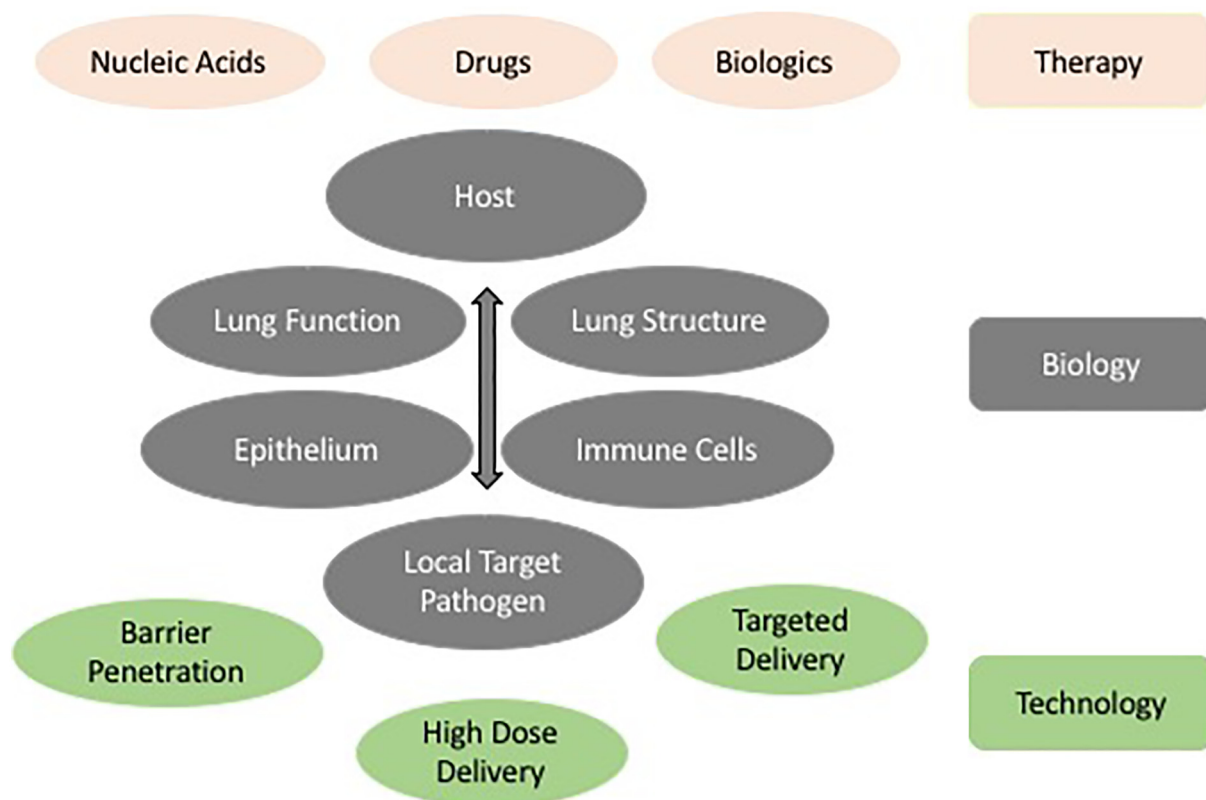 Nucleic Acids
Drugs
Biologics
Therapy
Host
Lung Function
Lung Structure
Biology
Epithelium
Immune Cells
Local Target
Pathogen
Barrier
Penetration
Targeted
Delivery
Technology
High Dose
Delivery